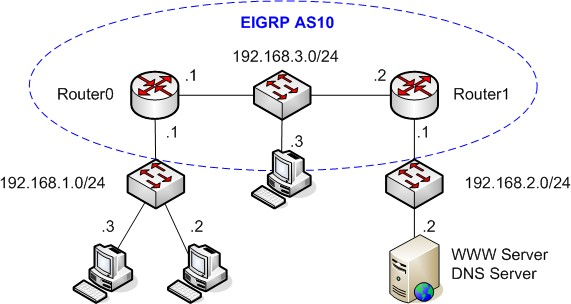 EIGRP AS10
192.168.3.0/24
.1
.2
Router0
Router1
.1
.3
.1
192.168.1.0/24
192.168.2.0/24
.3
.2
.2
WWW Server
DNS Server